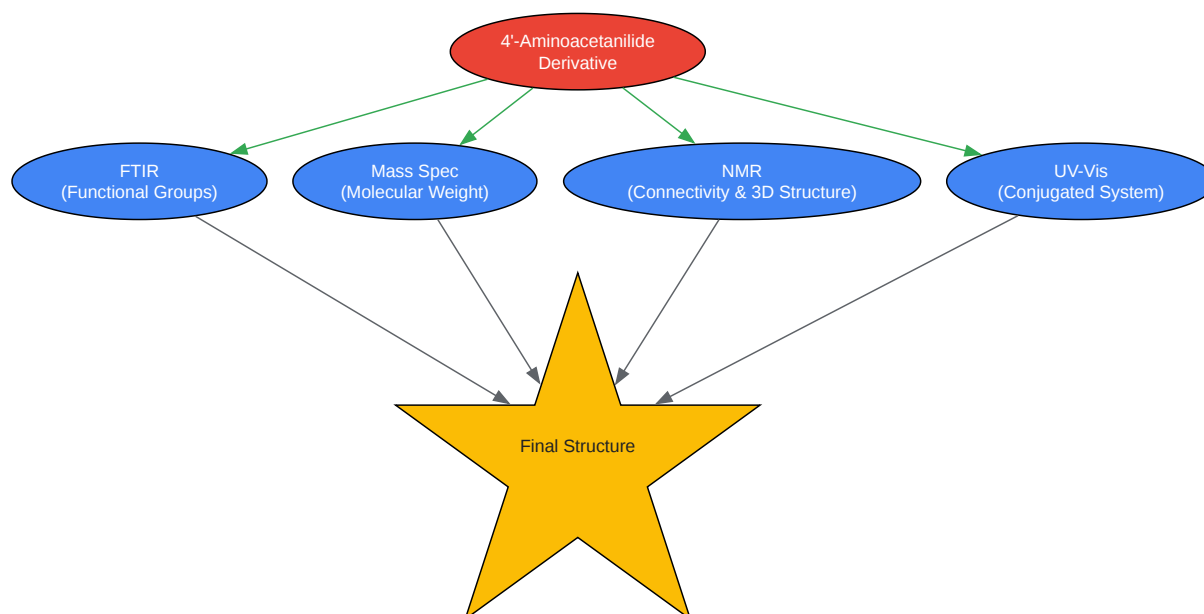 4'-Aminoacetanilide
Derivative
FTIR
(Functional Groups)
Mass Spec
(Molecular Weight)
NMR
(Connectivity & 3D Structure)
UV-Vis
(Conjugated System)
Final Structure